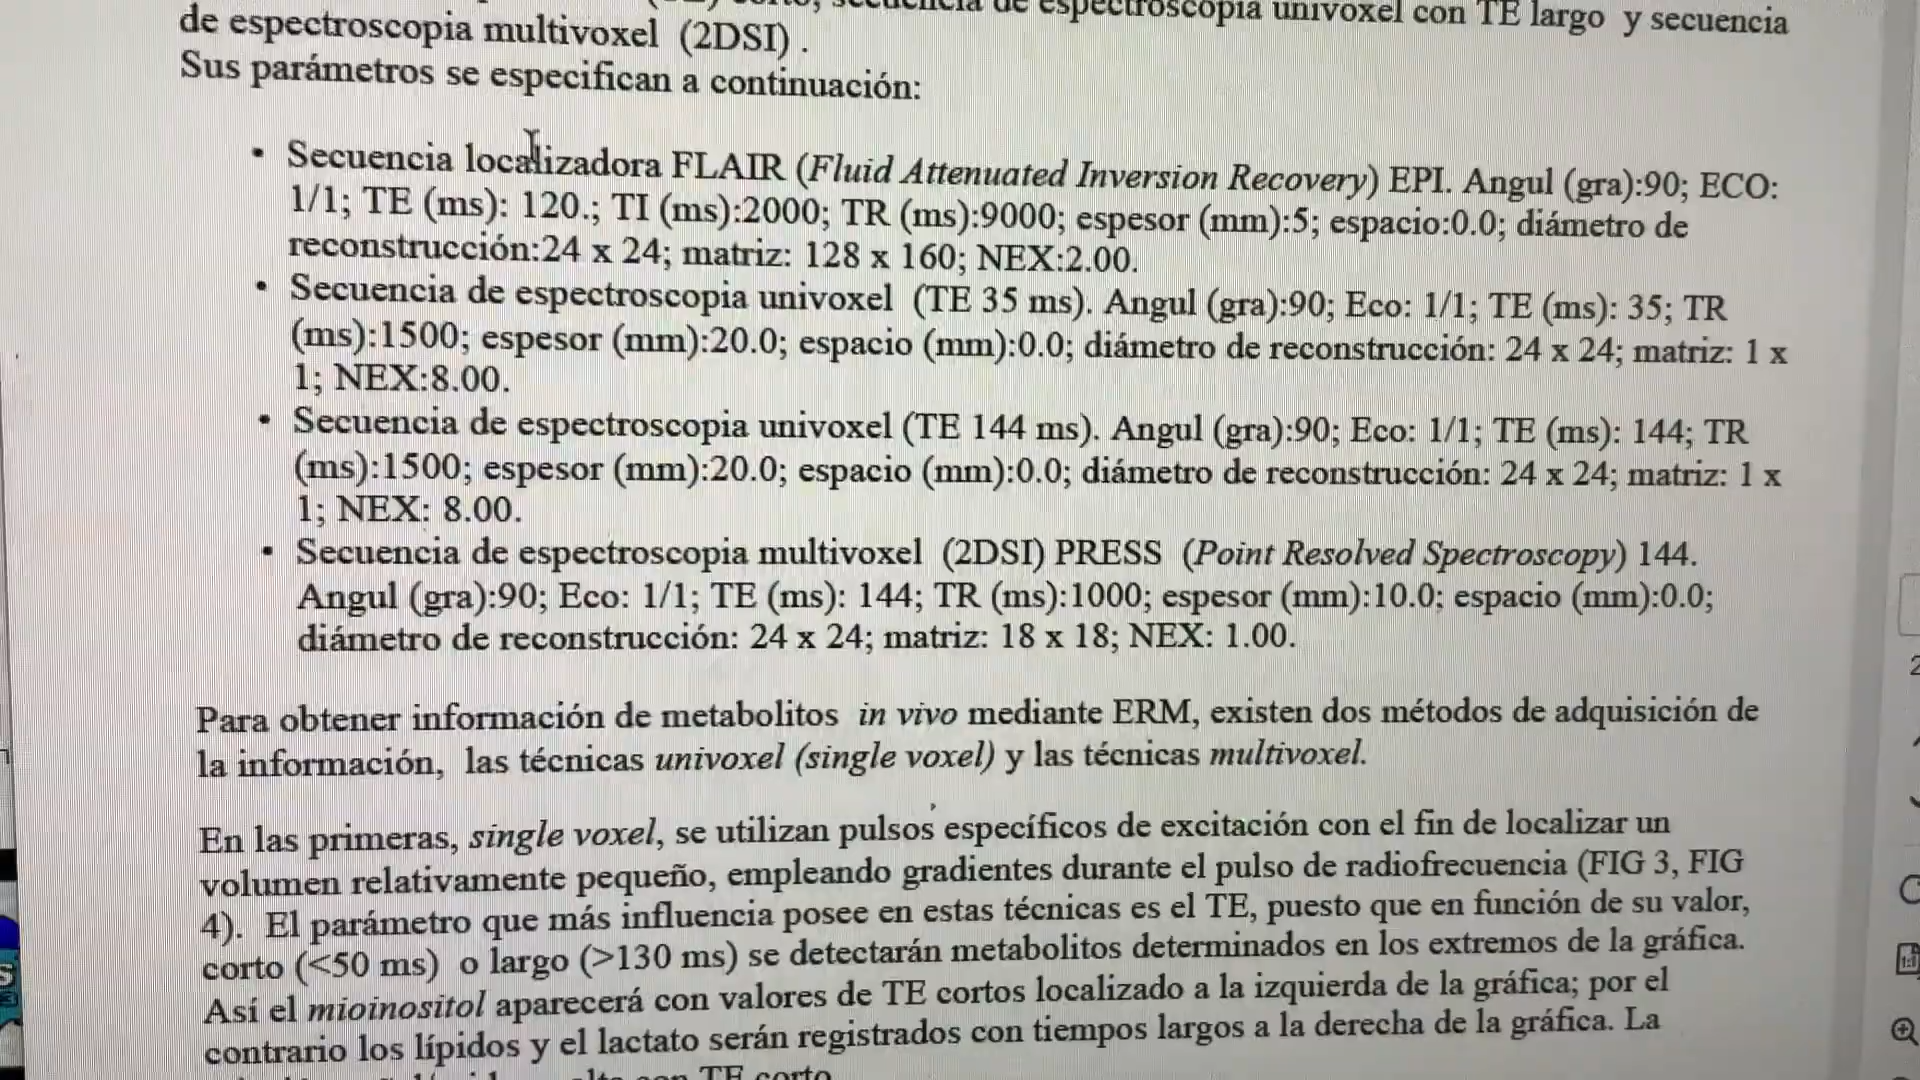 secuencia de espectroscopia univoxel con TE largo y secuencia
de espectroscopia multivoxel (2DSI) .
Sus parámetros se especifican a continuación:
• Secuencia localizadora FLAIR (Fluid Attenuated Inversion Recovery) EPI. Angul (gra):90; ECO:
1/1; TE (ms): 120.; TI (ms):2000; TR (ms):9000; espesor (mm):5; espacio:0.0; diámetro de
reconstrucción:24 x 24; matriz: 128 x 160; NEX:2.00.
• Secuencia de espectroscopia univoxel (TE 35 ms). Angul (gra):90; Eco: 1/1; TE (ms): 35; TR
(ms):1500; espesor (mm):20.0; espacio (mm):0.0; diámetro de reconstrucción: 24 x 24; matriz: 1 x
1; NEX:8.00.
• Secuencia de espectroscopia univoxel (TE 144 ms). Angul (gra):90; Eco: 1/1; TE (ms): 144; TR
(ms):1500; espesor (mm):20.0; espacio (mm):0.0; diámetro de reconstrucción: 24 x 24; matriz: 1 x
1; NEX: 8.00.
• Secuencia de espectroscopia multivoxel (2DSI) PRESS (Point Resolved Spectroscopy) 144.
Angul (gra):90; Eco: 1/1; TE (ms): 144; TR (ms):1000; espesor (mm):10.0; espacio (mm):0.0;
diámetro de reconstrucción: 24 x 24; matriz: 18 x 18; NEX: 1.00.
Para obtener información de metabolitos in vivo mediante ERM, existen dos métodos de adquisición de
la información, las técnicas univoxel (single voxel) y las técnicas multivoxel.
En las primeras, single voxel, se utilizan pulsos específicos de excitación con el fin de localizar un
volumen relativamente pequeño, empleando gradientes durante el pulso de radiofrecuencia (FIG 3, FIG
4). El parámetro que más influencia posee en estas técnicas es el TE, puesto que en función de su valor,
corto (<50 ms) o largo (>130 ms) se detectarán metabolitos determinados en los extremos de la gráfica.
Así el mioinositol aparecerá con valores de TE cortos localizado a la izquierda de la gráfica; por el
contrario los lípidos y el lactato serán registrados con tiempos largos a la derecha de la gráfica. La
con TE corto